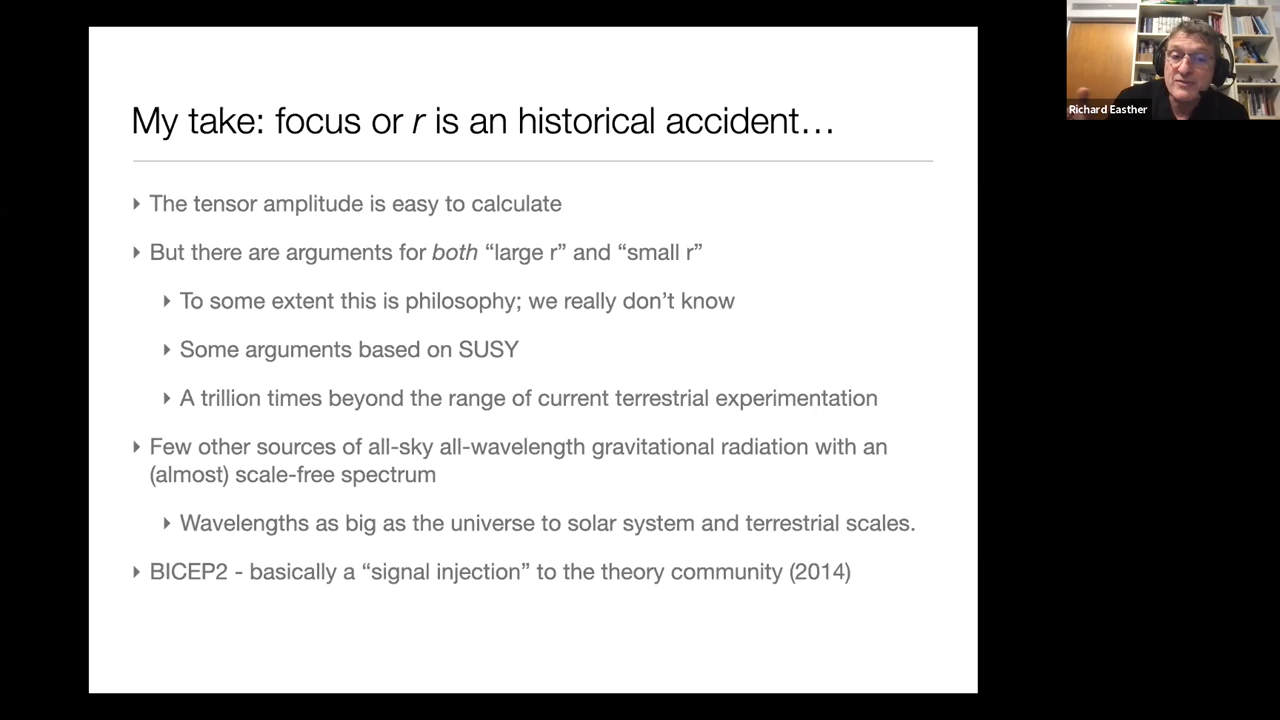 My take: focus or r is an historical accident…
‣ The tensor amplitude is easy to calculate
‣ But there are arguments for both “large r” and “small r”
‣ To some extent this is philosophy; we really don’t know
‣ Some arguments based on SUSY
‣ A trillion times beyond the range of current terrestrial experimentation
‣ Few other sources of all-sky all-wavelength gravitational radiation with an
(almost) scale-free spectrum
‣ Wavelengths as big as the universe to solar system and terrestrial scales.
‣ BICEP2 - basically a “signal injection” to the theory community (2014)
Richard Easther